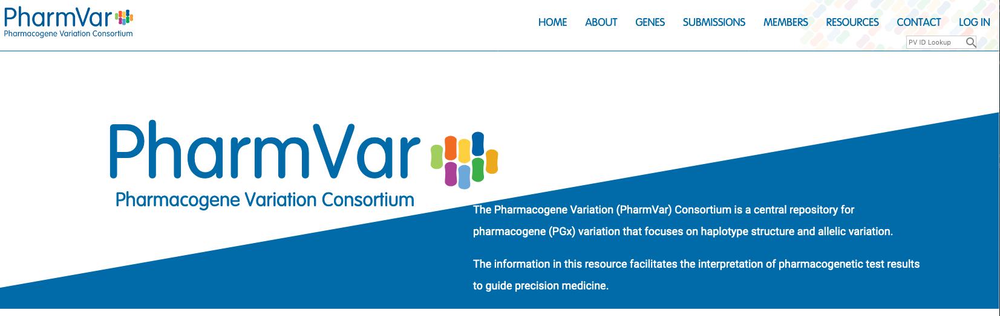 PharmVar
Pharmacogene Variation Consortium
HOME ABOUT GENES SUBMISSIONS MEMBERS RESOURCES CONTACT LOG IN
PV ID Lookup
PharmVar
Pharmacogene Variation Consortium
The Pharmacogene Variation (PharmVar) Consortium is a central repository for
pharmacogene (PGx) variation that focuses on haplotype structure and allelic variation.
The information in this resource facilitates the interpretation of pharmacogenetic test results
to guide precision medicine.